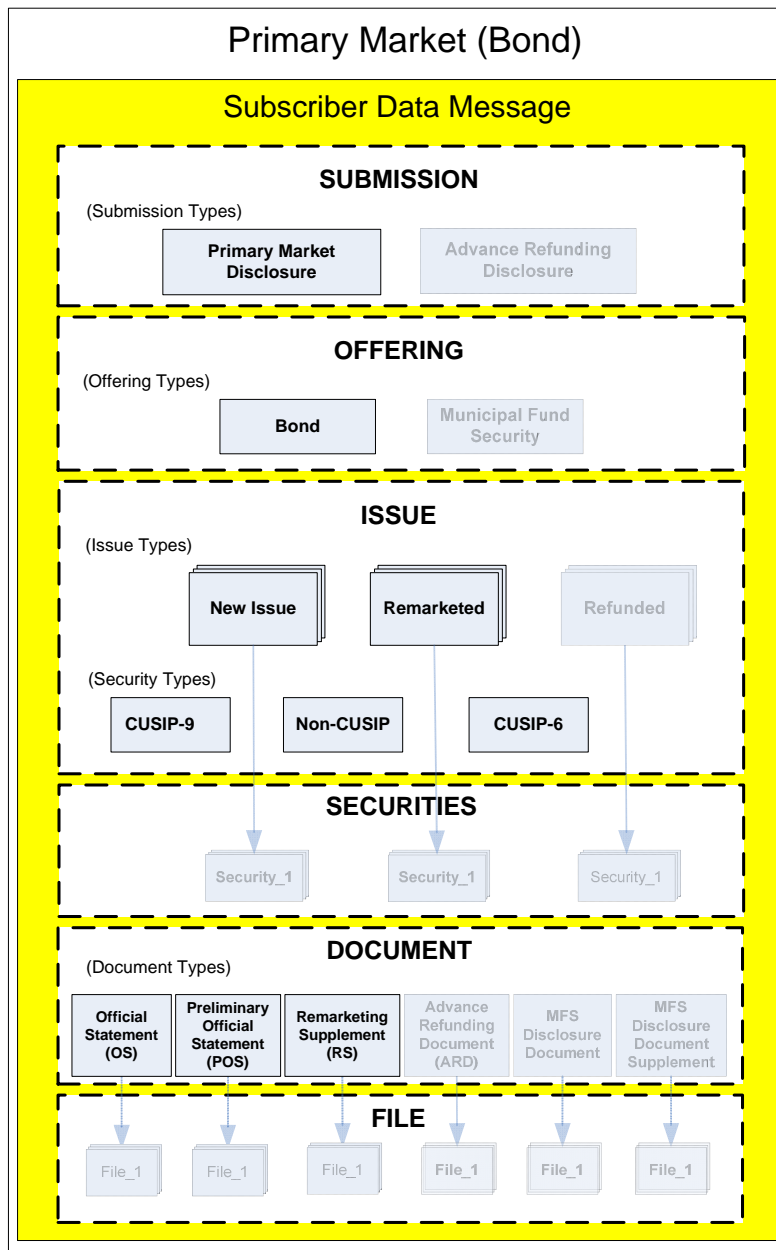 Primary Market (Bond)
Subscriber Data Message
SUBMISSION
(Submission Types)
Primary Market
Disclosure
Advance Refunding
Disclosure
OFFERING
(Offering Types)
Bond
Municipal Fund
Security
ISSUE
(Issue Types)
New Issue
Remarketed
Refunded
(Security Types)
CUSIP-9
Non-CUSIP
CUSIP-6
SECURITIES
Security_1
Security_1
Security_1
DOCUMENT
(Document Types)
Official
Statement
(OS)
Preliminary
Official
Statement
(POS)
Remarketing
Supplement
(RS)
Advance
Refunding
Document
(ARD)
MFS
Disclosure
Document
MFS
Disclosure
Document
Supplement
FILE
File_1
File_1
File_1
File_1
File_1
File_1